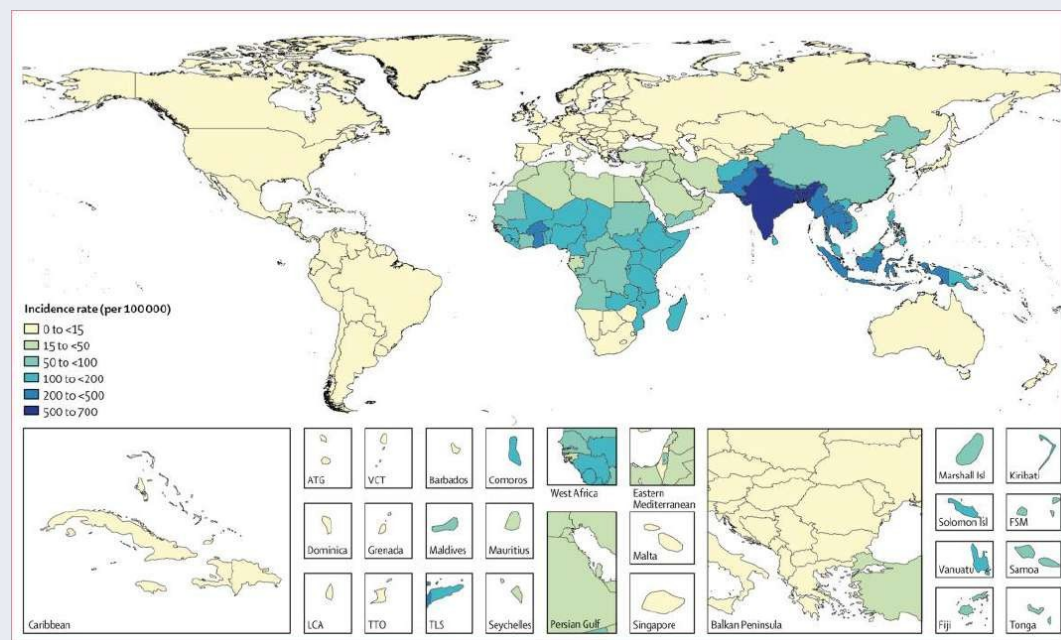 Incidence rate (per 100 000)
0 to <15
15 to <50
50 to <100
100 to <200
200 to <500
500 to 700
Caribbean
ATG
VCT
Barbados
Comoros
Dominica
Grenada
Maldives
Mauritius
LCA
TTO
TLS
Seychelles
West Africa
Eastern
Mediterranean
Persian Gulf
Malta
Singapore
Balkan Peninsula
Marshall Isl
Kiribati
Solomon Isl
FSM
Vanuatu
Samoa
Fiji
Tonga